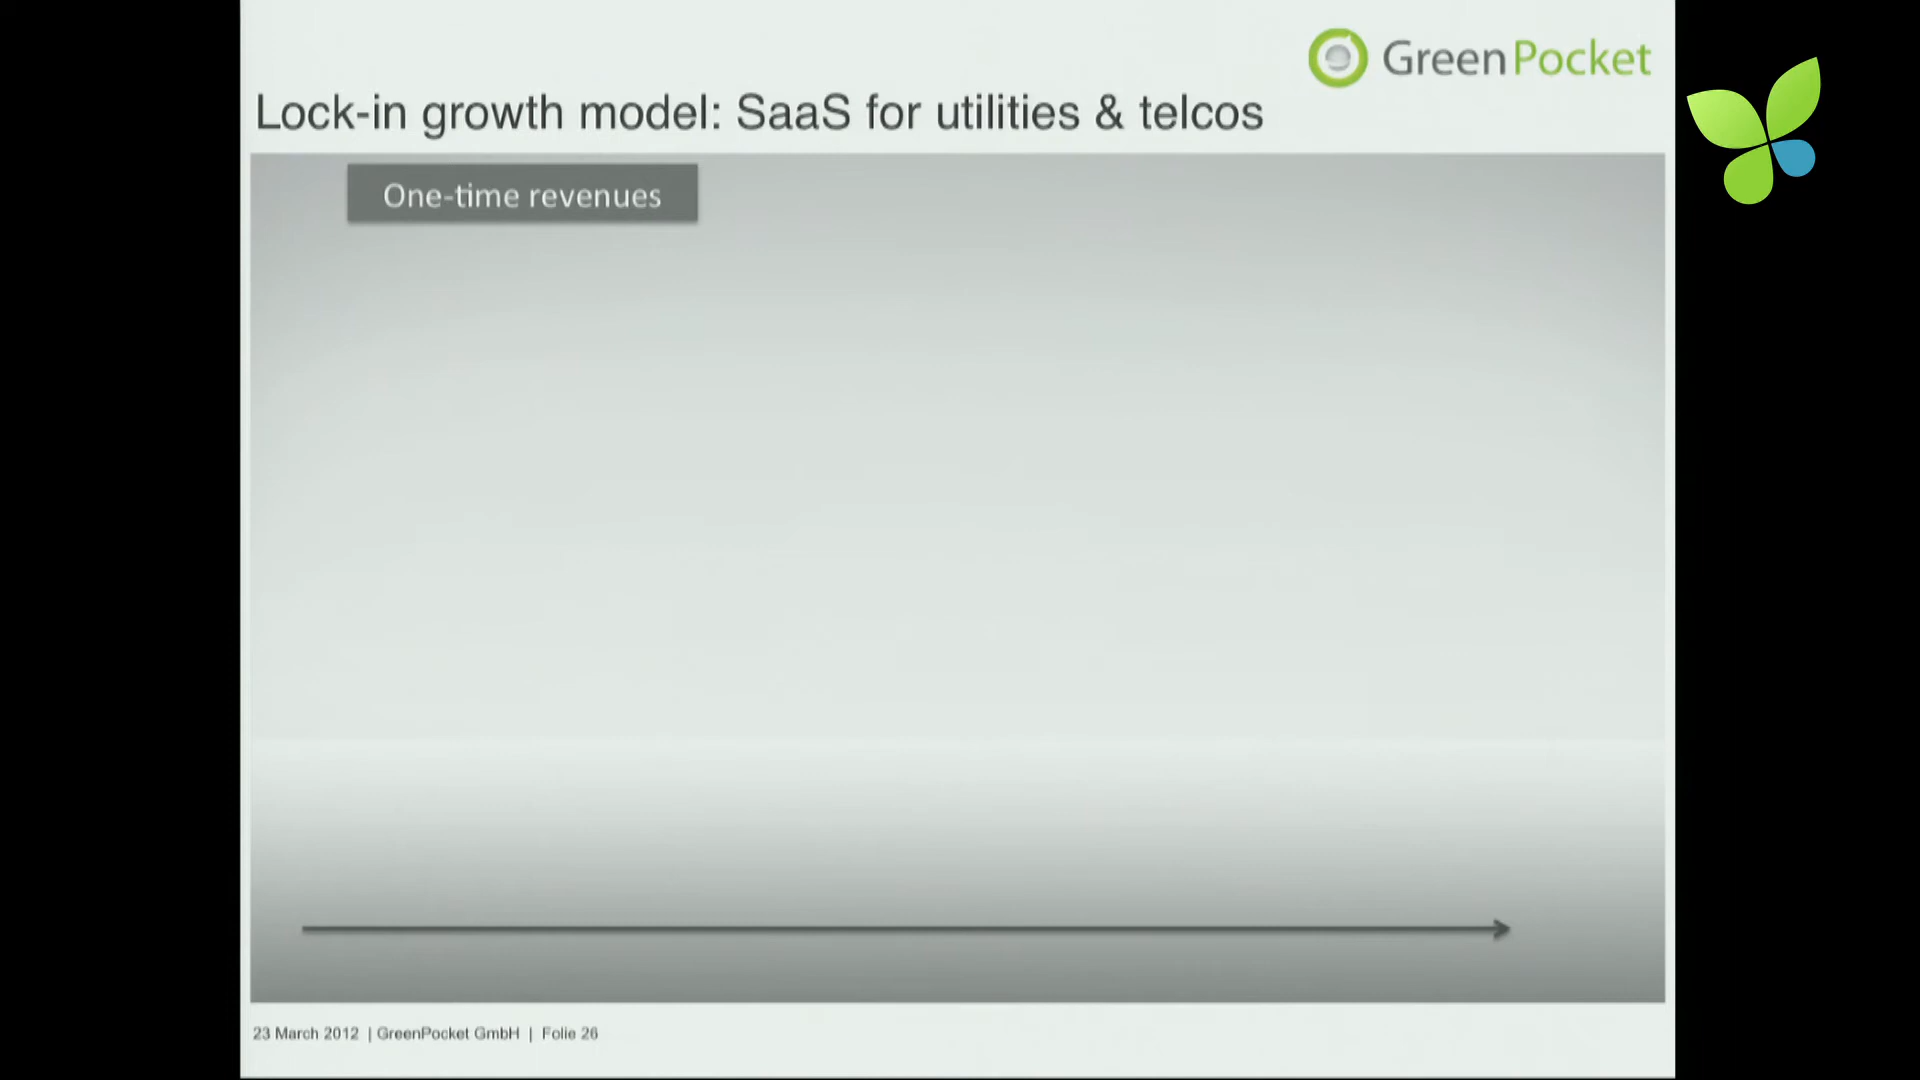 GreenPocket
Lock-in growth model: SaaS for utilities & telcos
One-time revenues
23 March 2012 | GreenPocket GmbH | Folie 26